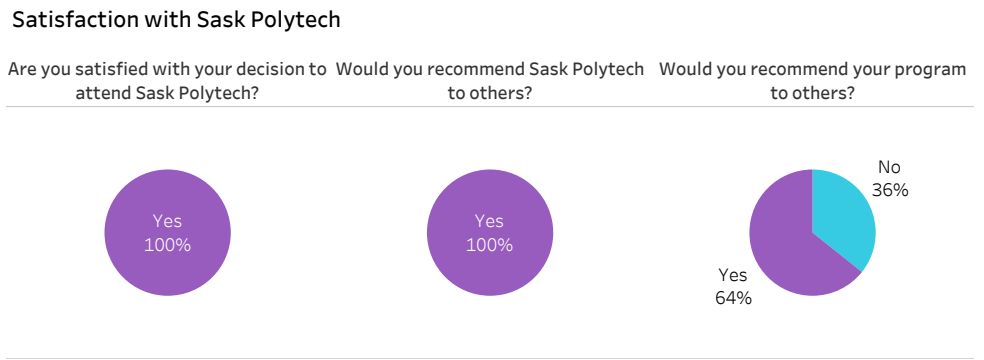 Satisfaction with Sask Polytech
Are you satisfied with your decision to
attend Sask Polytech?
Would you recommend Sask Polytech
to others?
Would you recommend your program
to others?
Yes
100%
Yes
100%
No
36%
Yes
64%